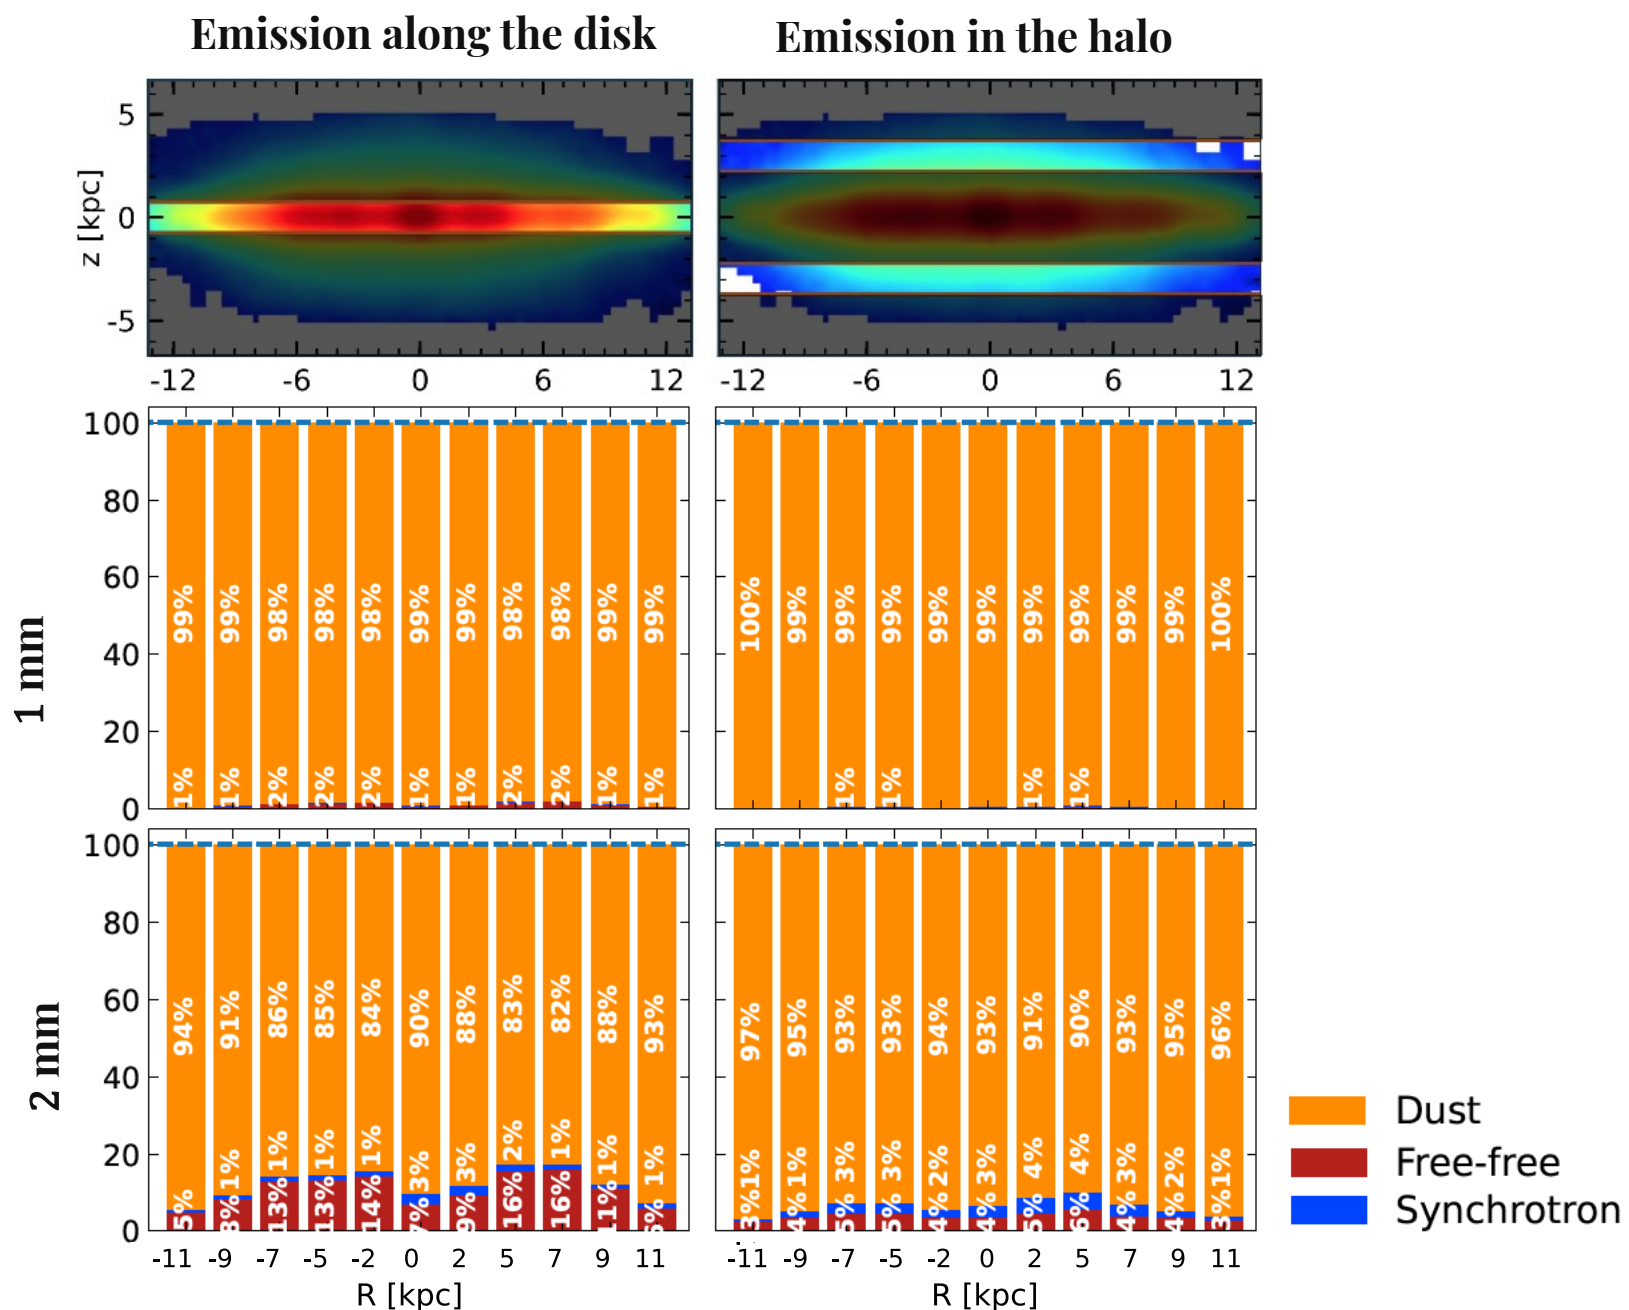 Emission along the disk
Emission in the halo
z [kpc]
5
0
-5
-12 -6 0 6 12
-12 -6 0 6 12
1 mm
100
80
60
40
20
0
99% 99% 98% 98% 98% 99% 99% 98% 98% 99% 99%
1% 1% 2% 2% 2% 1% 1% 2% 2% 1% 1%
100% 99% 99% 99% 99% 99% 99% 99% 99% 99% 100%
1% 1% 1% 1%
2 mm
100
80
60
40
20
0
94% 91% 86% 85% 84% 90% 88% 83% 82% 88% 93%
1% 1% 1% 1% 3% 3% 2% 1% 1% 1%
5% 8% 13% 13% 14% 7% 9% 16% 16% 11% 6%
97% 95% 93% 93% 94% 93% 91% 90% 93% 95% 96%
1% 1% 3% 3% 2% 3% 4% 4% 3% 2% 1%
3% 4% 5% 5% 4% 4% 5% 6% 4% 4% 3%
-11 -9 -7 -5 -2 0 2 5 7 9 11
R [kpc]
-11 -9 -7 -5 -2 0 2 5 7 9 11
R [kpc]
Dust
Free-free
Synchrotron